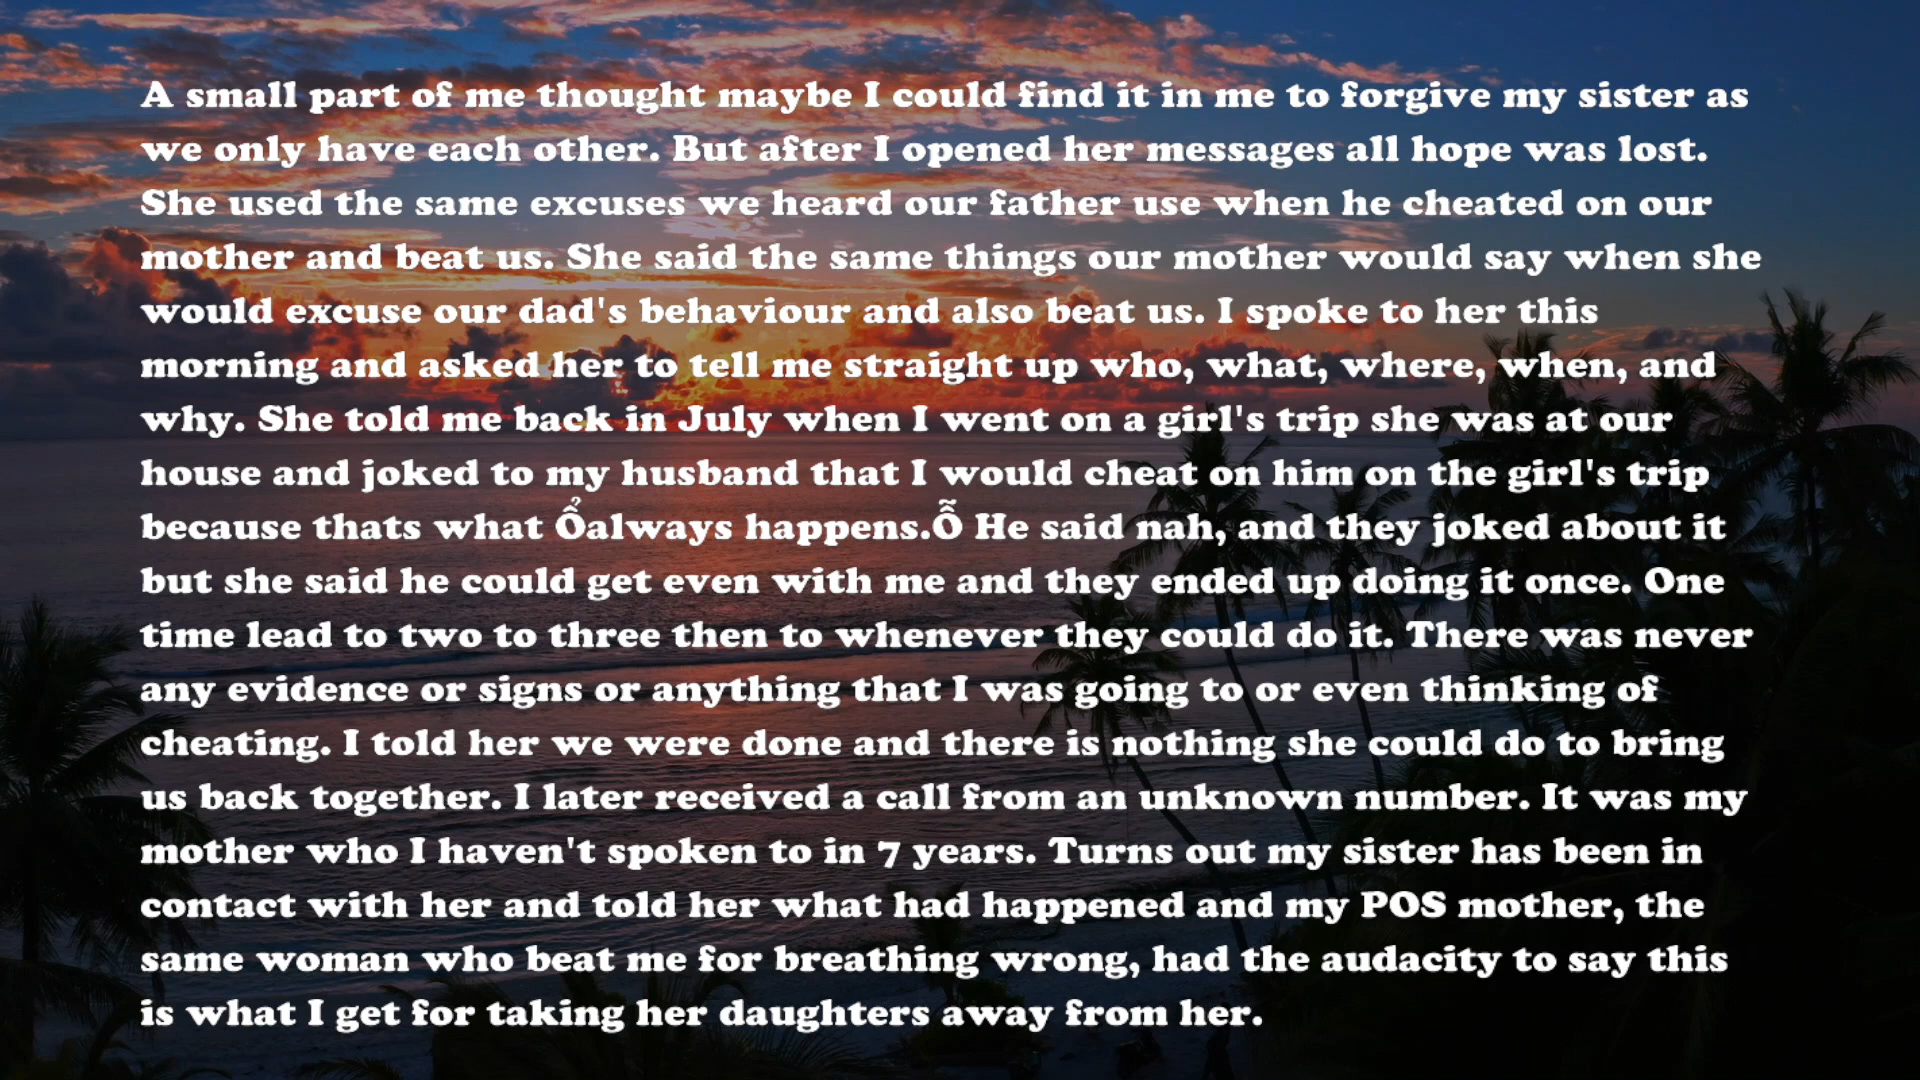 A small part of me thought maybe I could find it in me to forgive my sister as
we only have each other. But after I opened her messages all hope was lost.
She used the same excuses we heard our father use when he cheated on our
mother and beat us. She said the same things our mother would say when she
would excuse our dad's behaviour and also beat us. I spoke to her this
morning and asked her to tell me straight up who, what, where, when, and
why. She told me back in July when I went on a girl's trip she was at our
house and joked to my husband that I would cheat on him on the girl's trip
because thats what Ổalways happens.Ỗ He said nah, and they joked about it
but she said he could get even with me and they ended up doing it once. One
time lead to two to three then to whenever they could do it. There was never
any evidence or signs or anything that I was going to or even thinking of
cheating. I told her we were done and there is nothing she could do to bring
us back together. I later received a call from an unknown number. It was my
mother who I haven't spoken to in 7 years. Turns out my sister has been in
contact with her and told her what had happened and my POS mother, the
same woman who beat me for breathing wrong, had the audacity to say this
is what I get for taking her daughters away from her.